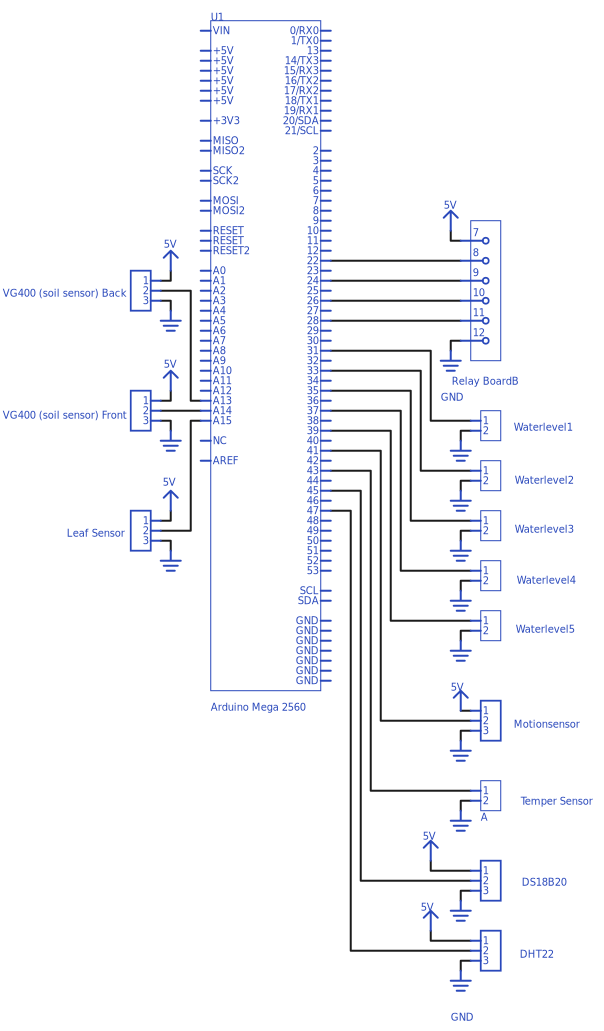 U1
VIN
+5V
+5V
+5V
+5V
+5V
+5V
+3V3
MISO
MISO2
SCK
SCK2
MOSI
MOSI2
RESET
RESET
RESET2
A0
A1
A2
A3
A4
A5
A6
A7
A8
A9
A10
A11
A12
A13
A14
A15
NC
AREF
0/RX0
1/TX0
13
14/TX3
15/RX3
16/TX2
17/RX2
18/TX1
19/RX1
20/SDA
21/SCL
2
3
4
5
6
7
8
9
10
11
12
22
23
24
25
26
27
28
29
30
31
32
33
34
35
36
37
38
39
40
41
42
43
44
45
46
47
48
49
50
51
52
53
SCL
SDA
GND
GND
GND
GND
GND
GND
GND
Arduino Mega 2560
5V
VG400 (soil sensor) Back
1
2
3
5V
VG400 (soil sensor) Front
1
2
3
5V
Leaf Sensor
1
2
3
5V
7
8
9
10
11
12
Relay BoardB
GND
1
2
Waterlevel1
1
2
Waterlevel2
1
2
Waterlevel3
1
2
Waterlevel4
1
2
Waterlevel5
5V
1
2
3
Motionsensor
1
2
Temper Sensor
A
5V
1
2
3
DS18B20
5V
1
2
3
DHT22
GND